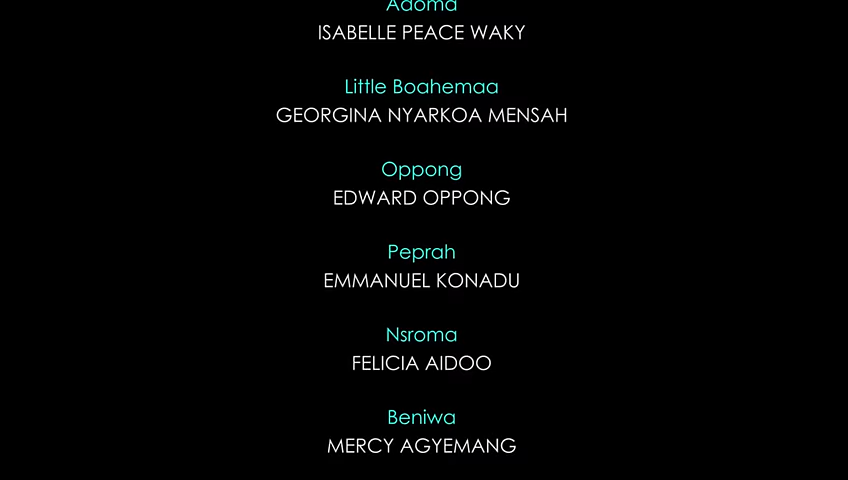 Adoma
ISABELLE PEACE WAKY
Little Boahemaa
GEORGINA NYARKOA MENSAH
Oppong
EDWARD OPPONG
Peprah
EMMANUEL KONADU
Nsroma
FELICIA AIDOO
Beniwa
MERCY AGYEMANG